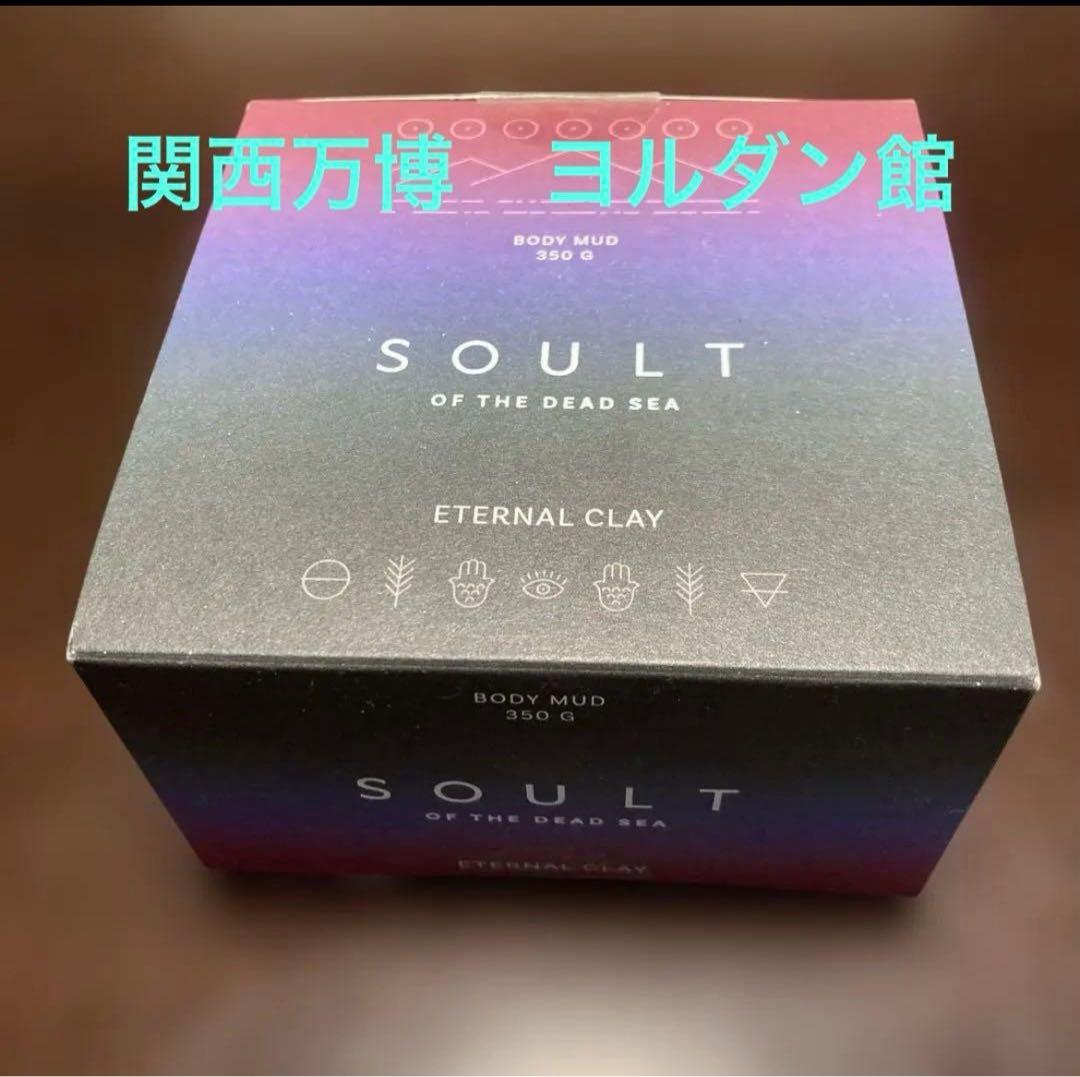 関西万博　ヨルダン館
BODY MUD
350 G
SOULT
OF THE DEAD SEA
ETERNAL CLAY
BODY MUD
350 G
SOULT
OF THE DEAD SEA
ETERNAL CLAY